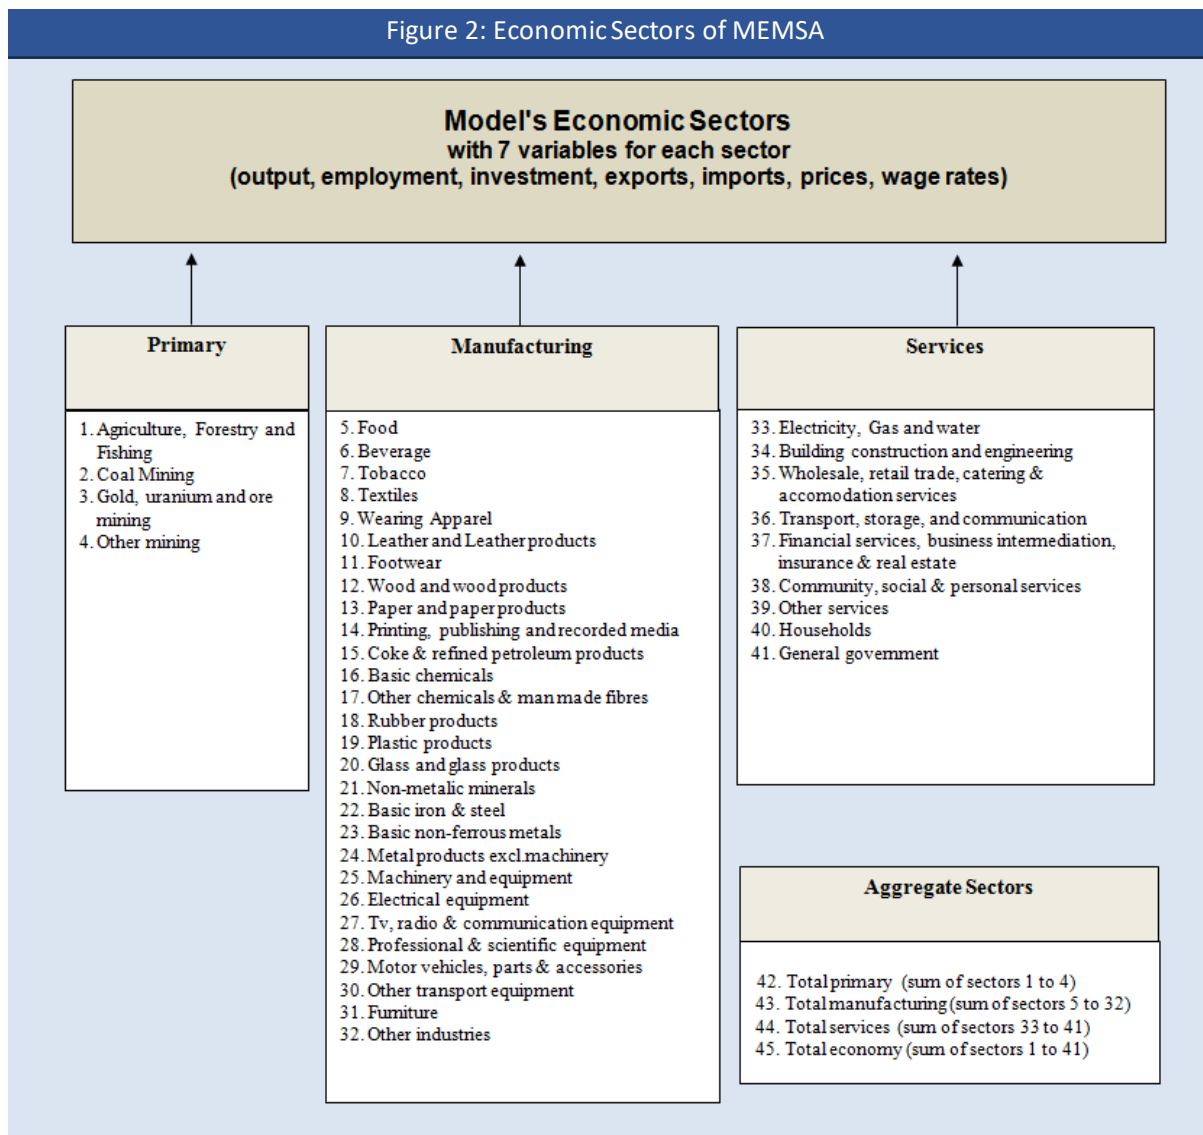 Figure 2: Economic Sectors of MEMSA
Model's Economic Sectors
with 7 variables for each sector
(output, employment, investment, exports, imports, prices, wage rates)
Primary
1. Agriculture, Forestry and
Fishing
2. Coal Mining
3. Gold, uranium and ore
mining
4. Other mining
Manufacturing
5. Food
6. Beverage
7. Tobacco
8. Textiles
9. Wearing Apparel
10. Leather and Leather products
11. Footwear
12. Wood and wood products
13. Paper and paper products
14. Printing, publishing and recorded media
15. Coke & refined petroleum products
16. Basic chemicals
17. Other chemicals & man made fibres
18. Rubber products
19. Plastic products
20. Glass and glass products
21. Non-metalic minerals
22. Basic iron & steel
23. Basic non-ferrous metals
24. Metal products excl.machinery
25. Machinery and equipment
26. Electrical equipment
27. Tv, radio & communication equipment
28. Professional & scientific equipment
29. Motor vehicles, parts & accessories
30. Other transport equipment
31. Furniture
32. Other industries
Services
33. Electricity, Gas and water
34. Building construction and engineering
35. Wholesale, retail trade, catering &
accomodation services
36. Transport, storage, and communication
37. Financial services, business intermediation,
insurance & real estate
38. Community, social & personal services
39. Other services
40. Households
41. General government
Aggregate Sectors
42. Total primary (sum of sectors 1 to 4)
43. Total manufacturing (sum of sectors 5 to 32)
44. Total services (sum of sectors 33 to 41)
45. Total economy (sum of sectors 1 to 41)